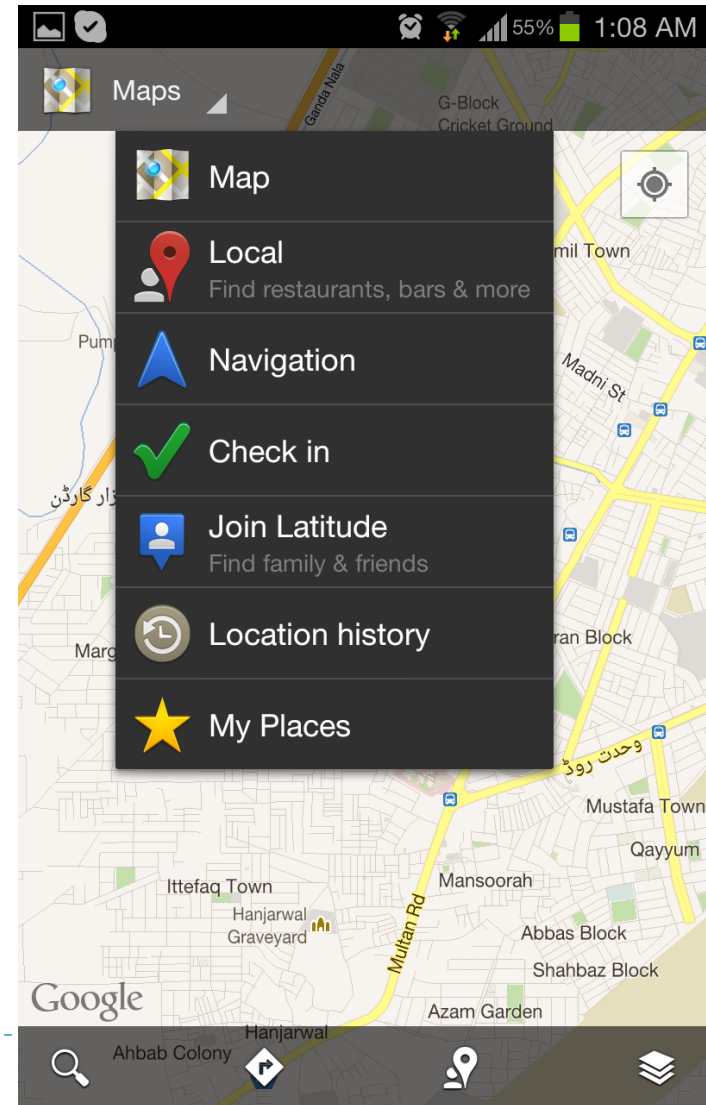 55% 1:08 AM
Maps
Ganda Nala
G-Block
Cricket Ground
Map
Local
Find restaurants, bars & more
mil Town
Navigation
Pum
Madni St
Check in
زار گارڈن
Join Latitude
Find family & friends
Location history
Marg
ran Block
My Places
وحدت روڈ
Mustafa Town
Qayyum
Mansoorah
Ittefaq Town
Hanjarwal
Graveyard
Multan Rd
Abbas Block
Shahbaz Block
Google
Azam Garden
Hanjarwal
Ahbab Colony